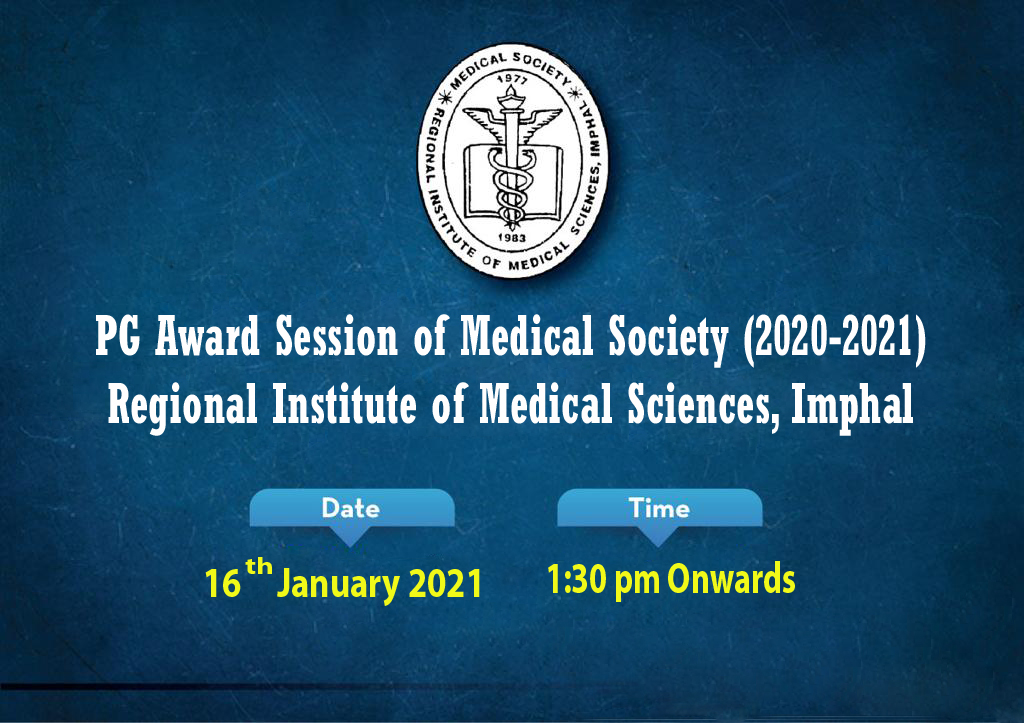 MEDICAL SOCIETY
1977
REGIONAL INSTITUTE OF MEDICAL SCIENCES, IMPHAL
1983
PG Award Session of Medical Society (2020-2021)
Regional Institute of Medical Sciences, Imphal
Date
Time
16th January 2021
1:30 pm Onwards